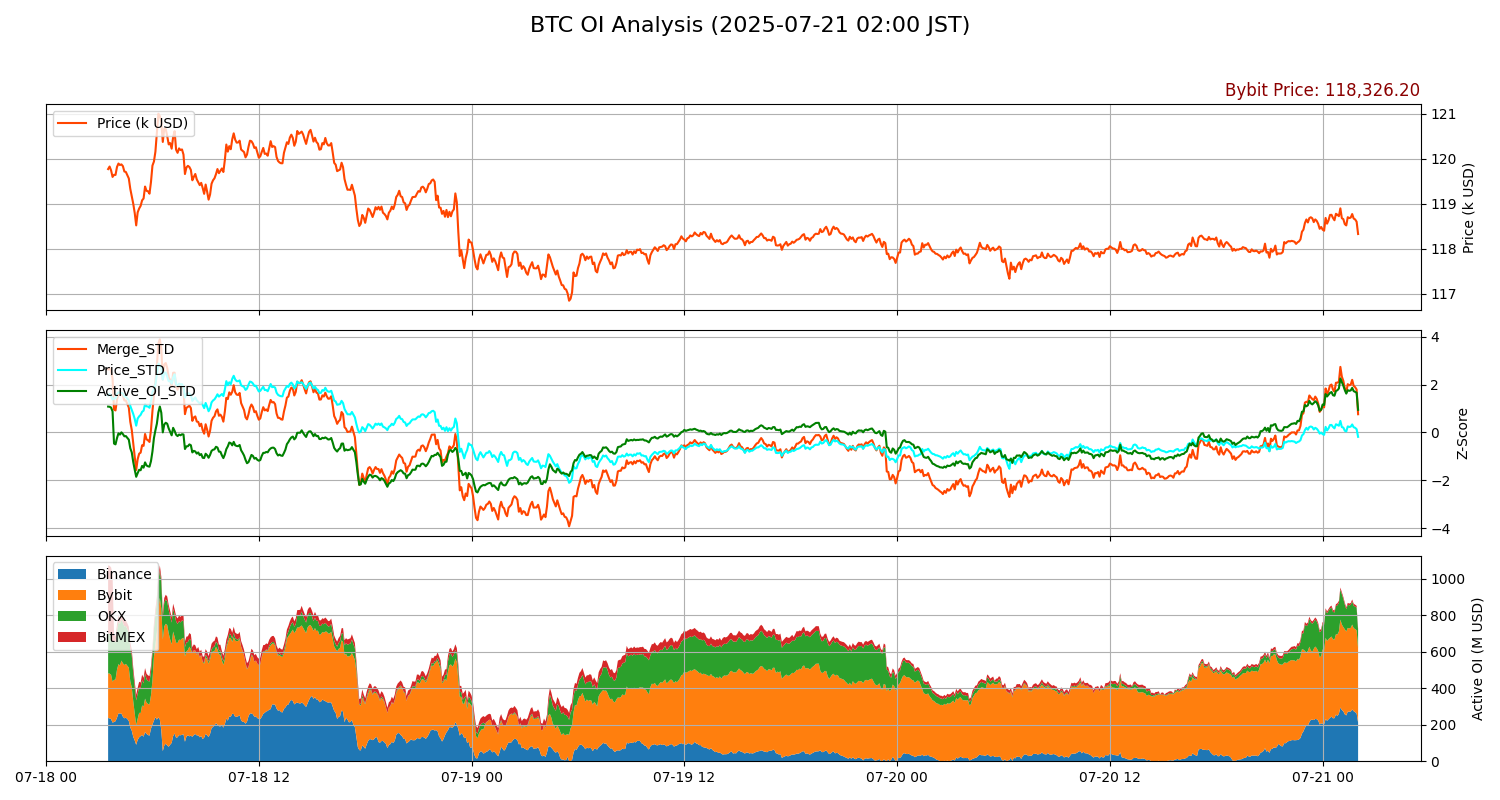 BTC OI Analysis (2025-07-21 02:00 JST)
Bybit Price: 118,326.20
Price (k USD)
121
120
119
118
117
Price (k USD)
Merge_STD
Price_STD
Active_OI_STD
4
2
0
−2
−4
Z-Score
Binance
Bybit
OKX
BitMEX
1000
800
600
400
200
0
Active OI (M USD)
07-18 00
07-18 12
07-19 00
07-19 12
07-20 00
07-20 12
07-21 00